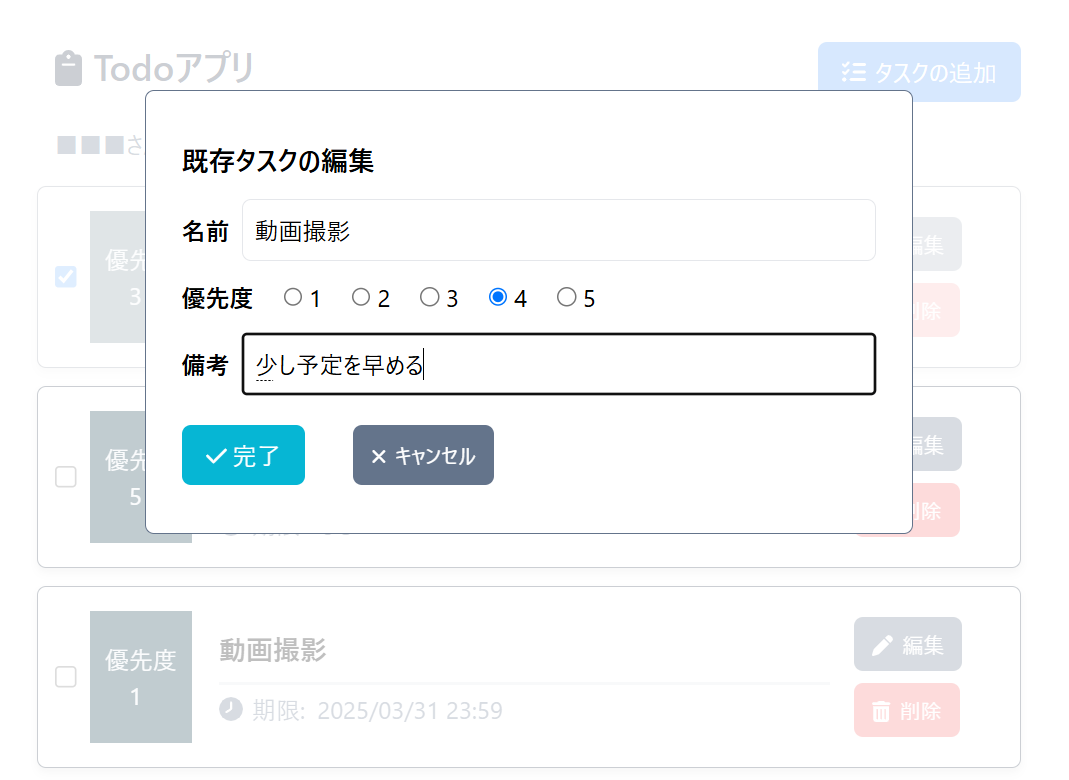 Todoアプリ
タスクの追加
■■■さ
既存タスクの編集
名前 動画撮影
優先度 1 2 3 4 5
備考 少し予定を早める
完了 キャンセル
優先
3
編集
削除
優先
5
編集
削除
優先度
1
動画撮影
期限: 2025/03/31 23:59
編集
削除